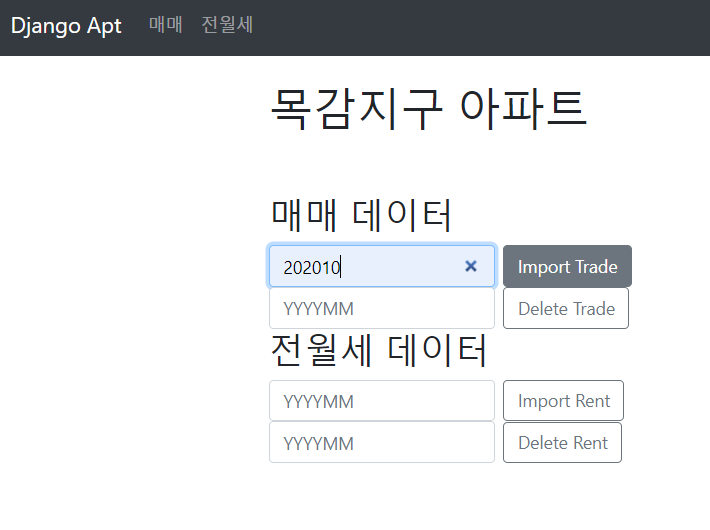 Django Apt 매매 전월세
목감지구 아파트
매매 데이터
202010 Import Trade
YYYYMM Delete Trade
전월세 데이터
YYYYMM Import Rent
YYYYMM Delete Rent